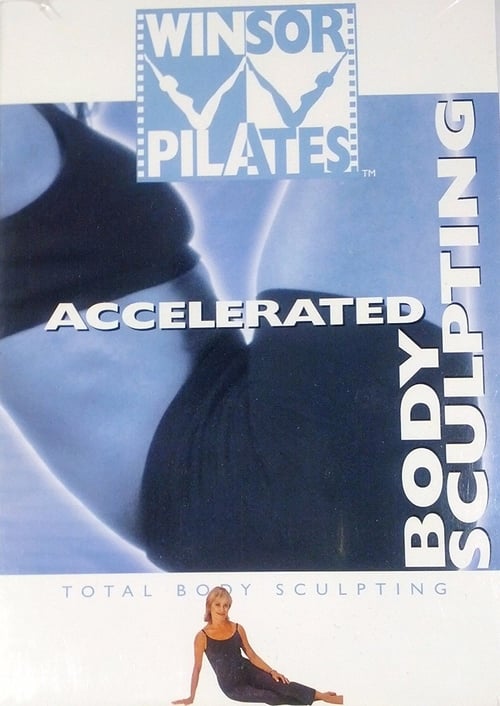 WINSOR
PILATES
TM
ACCELERATED
BODY
SCULPTING
TOTAL BODY SCULPTING